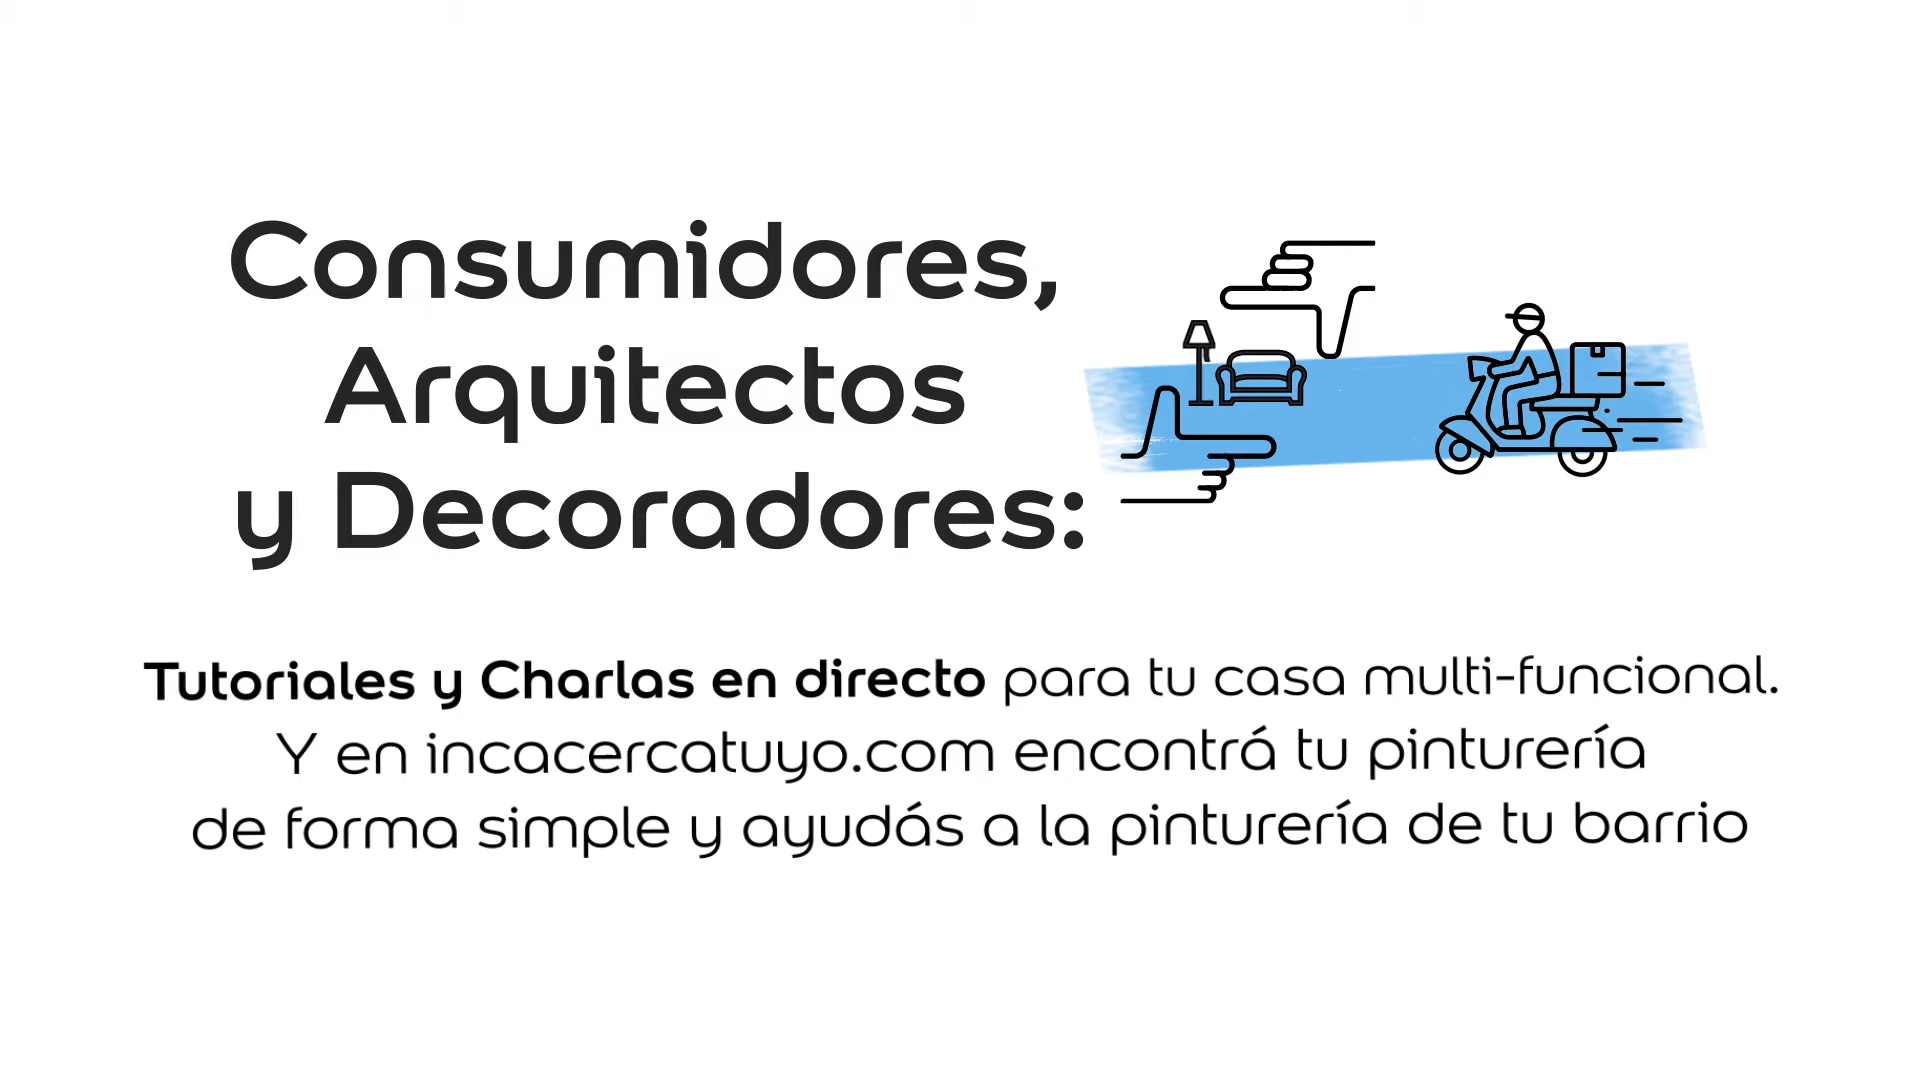 Consumidores,
Arquitectos
y Decoradores:
Tutoriales y Charlas en directo para tu casa multi-funcional.
Y en incacercatuyo.com encontrá tu pinturería
de forma simple y ayudás a la pinturería de tu barrio